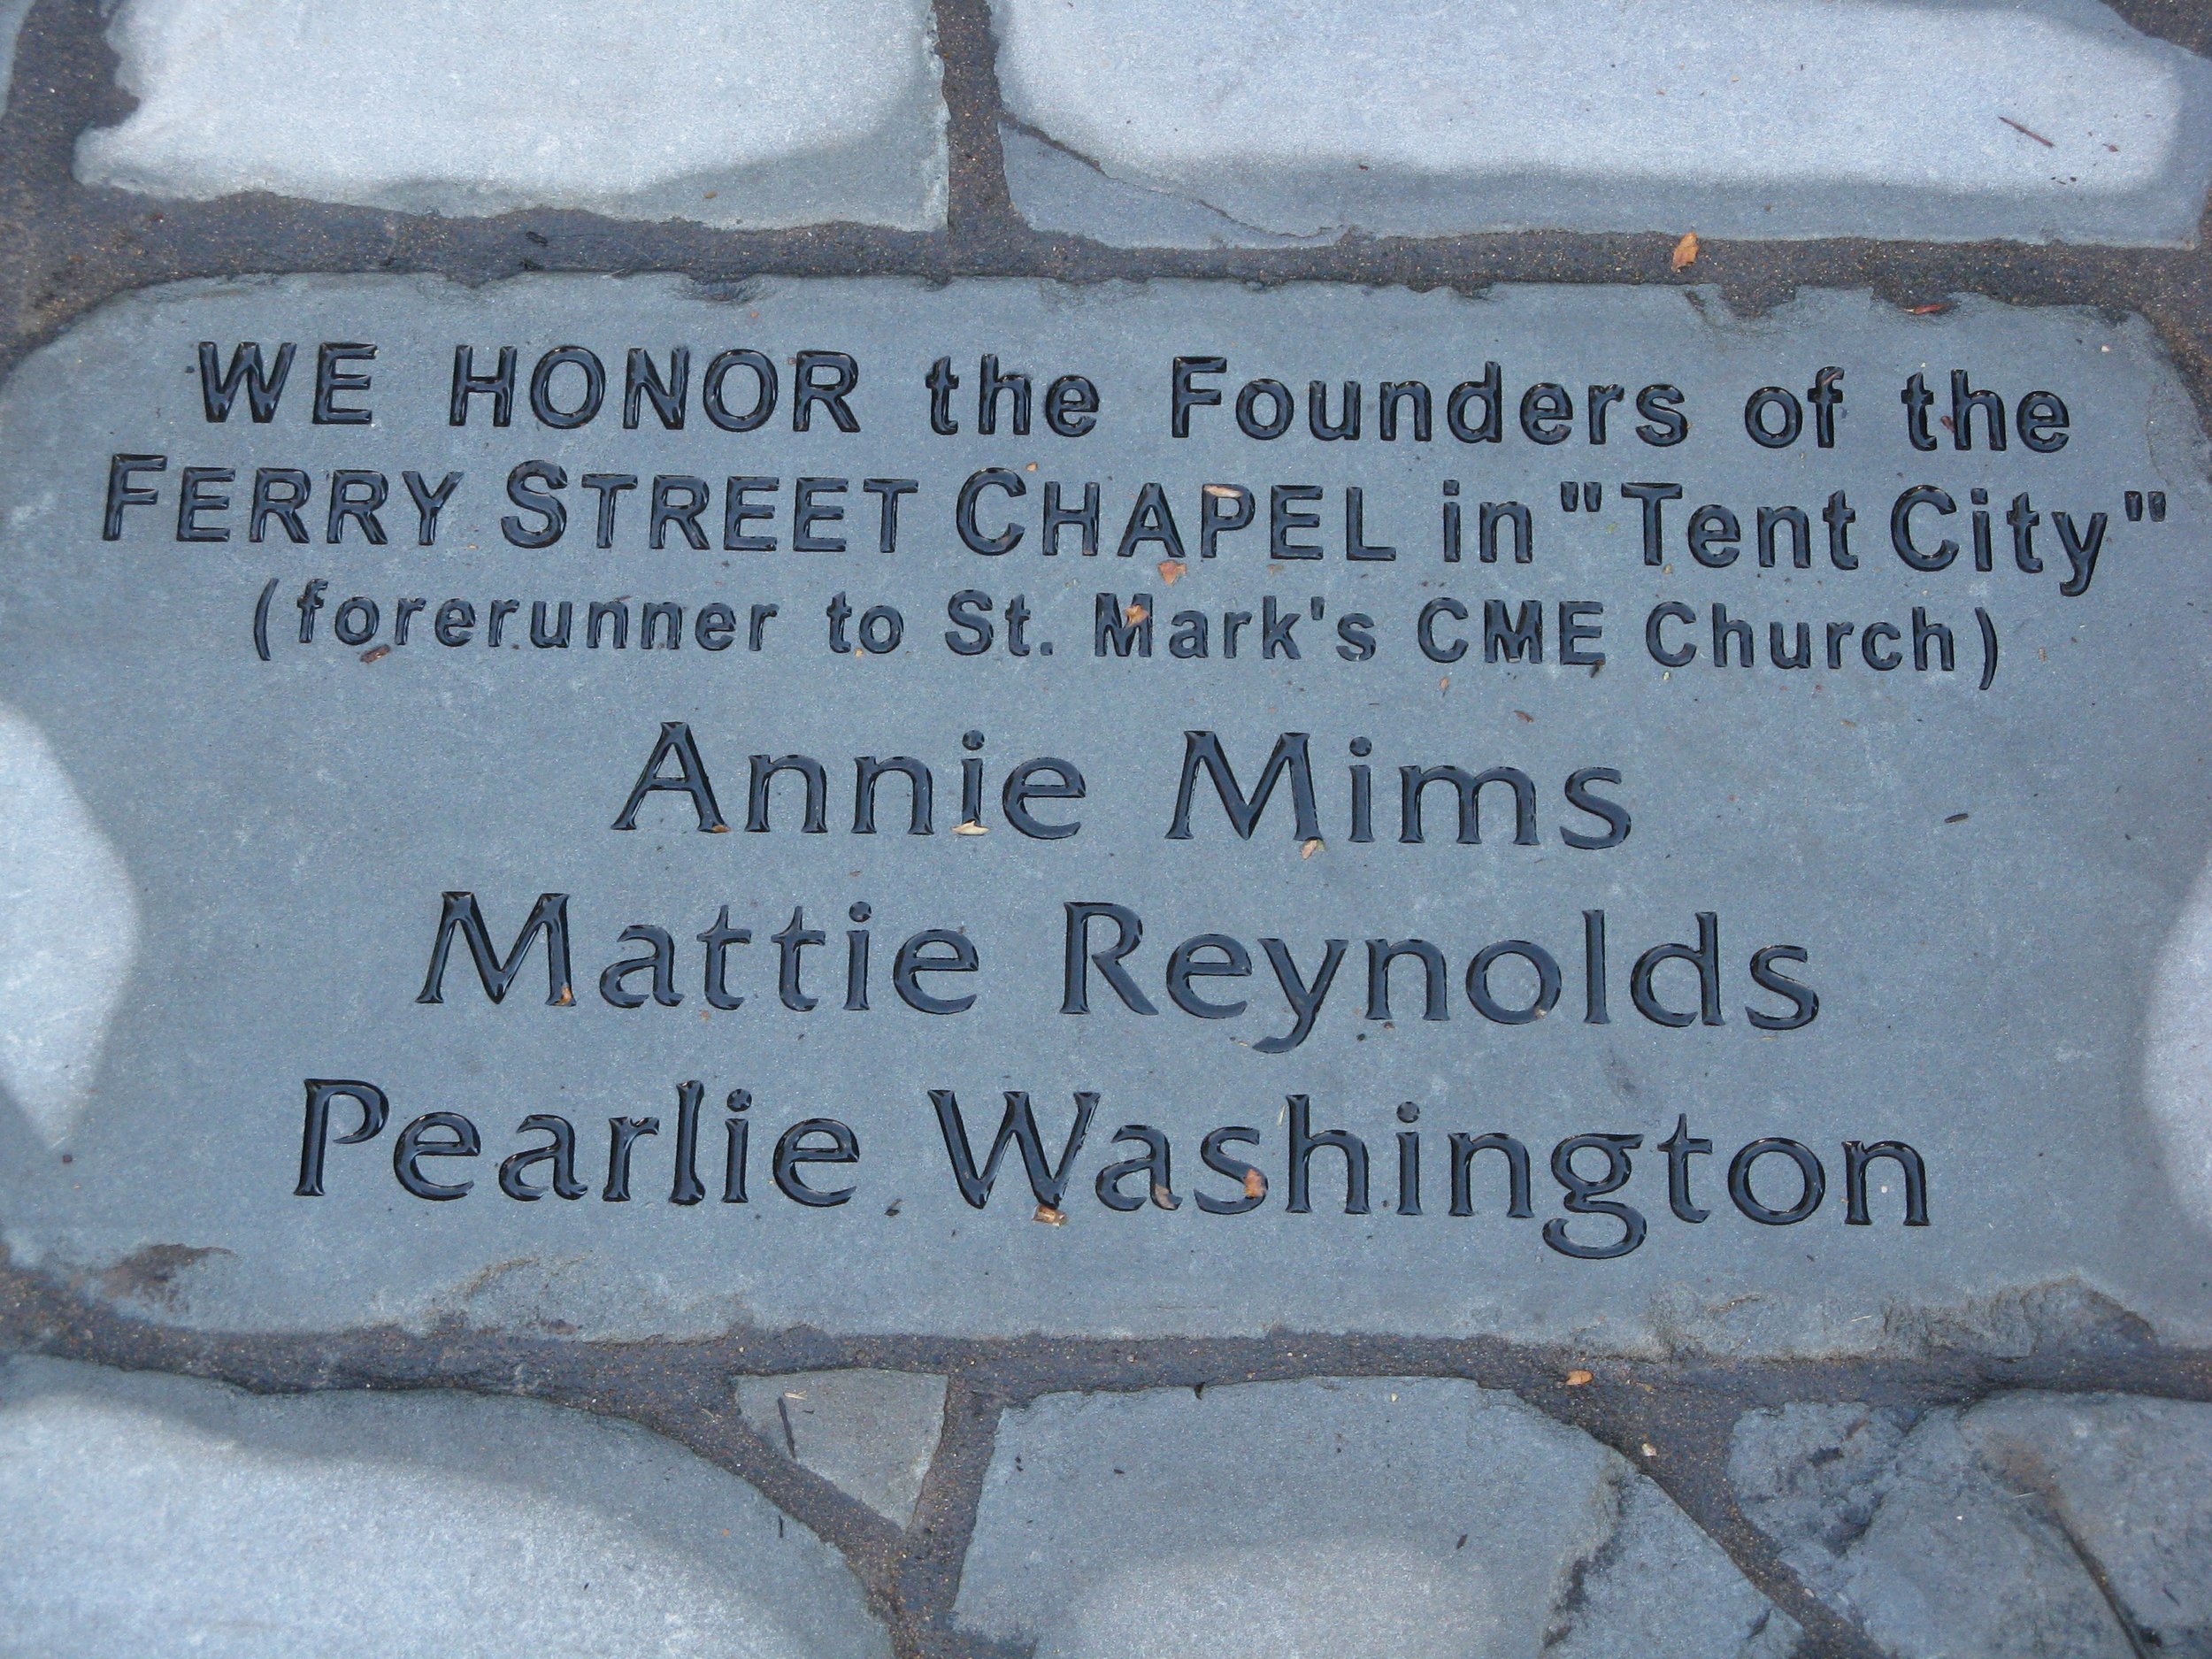 WE HONOR the Founders of the
FERRY STREET CHAPEL in "Tent City"
(forerunner to St. Mark's CME Church)
Annie Mims
Mattie Reynolds
Pearlie Washington